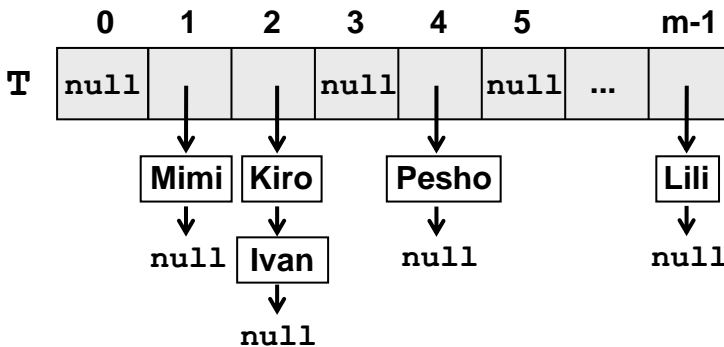 0 1 2 3 4 5 m-1
T null null null ...
Mimi Kiro Pesho Lili
null Ivan null null
null